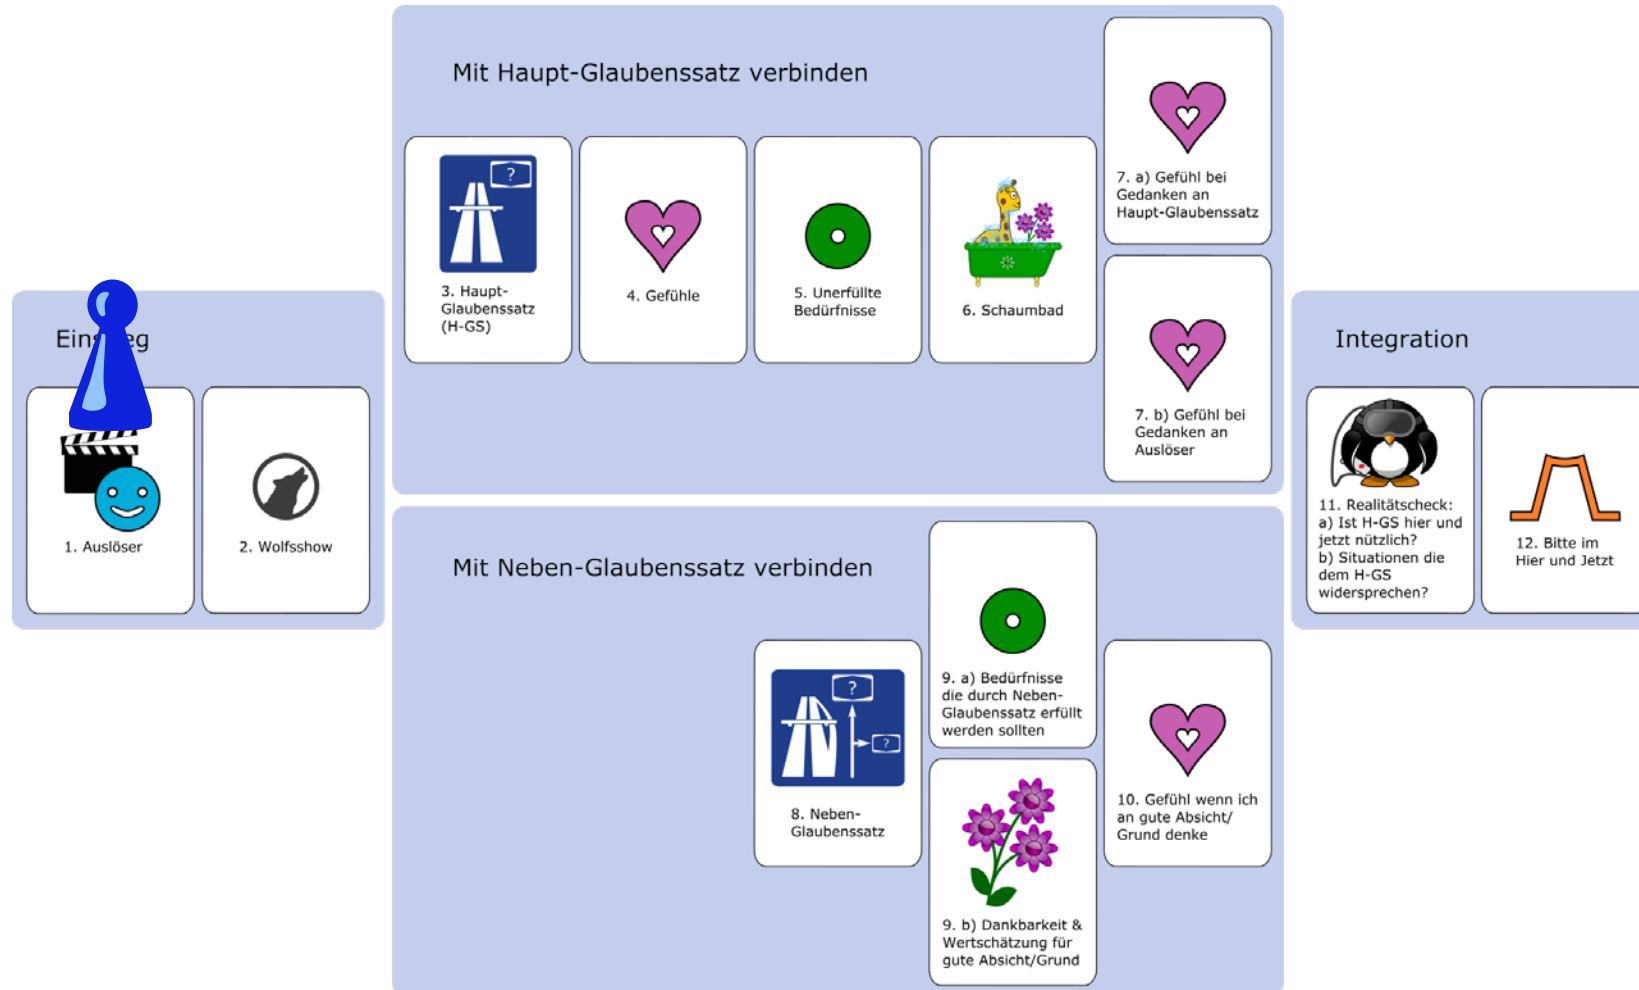 Mit Haupt-Glaubenssatz verbinden
?
3. Haupt-
Glaubenssatz
(H-GS)
4. Gefühle
5. Unerfüllte
Bedürfnisse
6. Schaumbad
7. a) Gefühl bei
Gedanken an
Haupt-Glaubenssatz
7. b) Gefühl bei
Gedanken an
Auslöser
Einstieg
1. Auslöser
2. Wolfsshow
Mit Neben-Glaubenssatz verbinden
?
?
8. Neben-
Glaubenssatz
9. a) Bedürfnisse
die durch Neben-
Glaubenssatz erfüllt
werden sollten
9. b) Dankbarkeit &
Wertschätzung für
gute Absicht/Grund
10. Gefühl wenn ich
an gute Absicht/
Grund denke
Integration
11. Realitätscheck:
a) Ist H-GS hier und
jetzt nützlich?
b) Situationen die
dem H-GS
widersprechen?
12. Bitte im
Hier und Jetzt